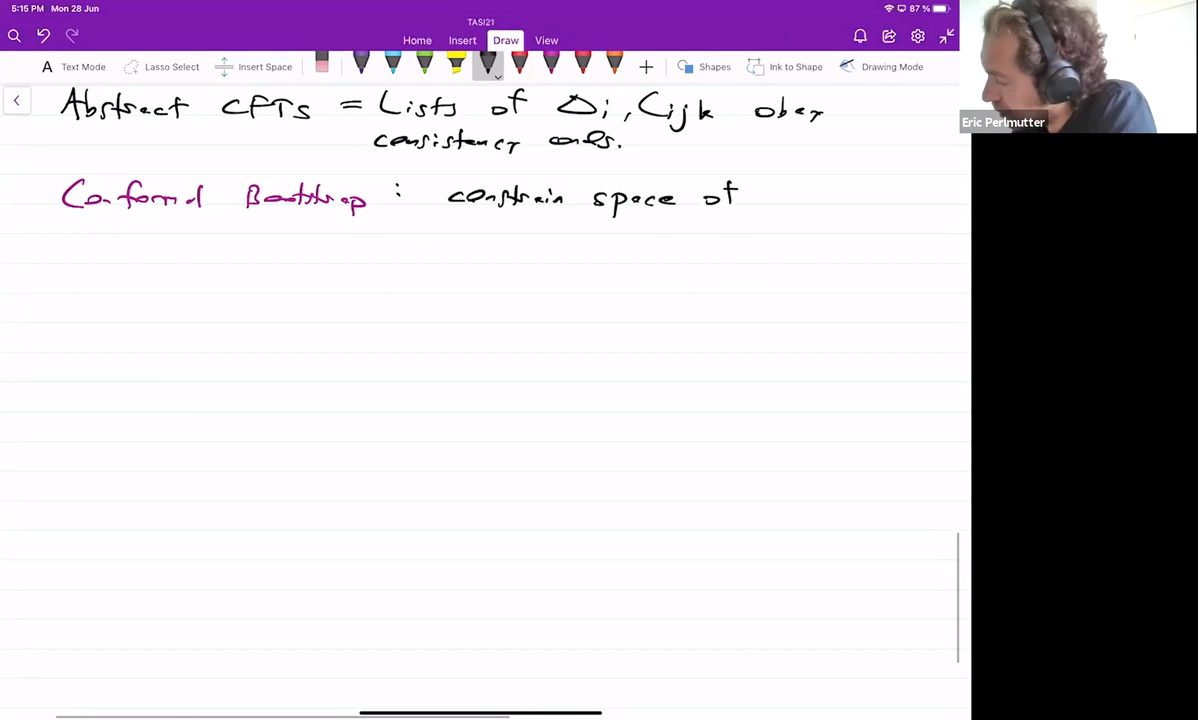 5:15 PM Mon 28 Jun
87 %
TASI21
Home Insert Draw View
A Text Mode Lasso Select Insert Space Shapes Ink to Shape Drawing Mode
Eric Perlmutter
Abstract CFTS = Lists of Δi, Cijk obey
consistency conds.
Conformal Bootstrap : constrain space of